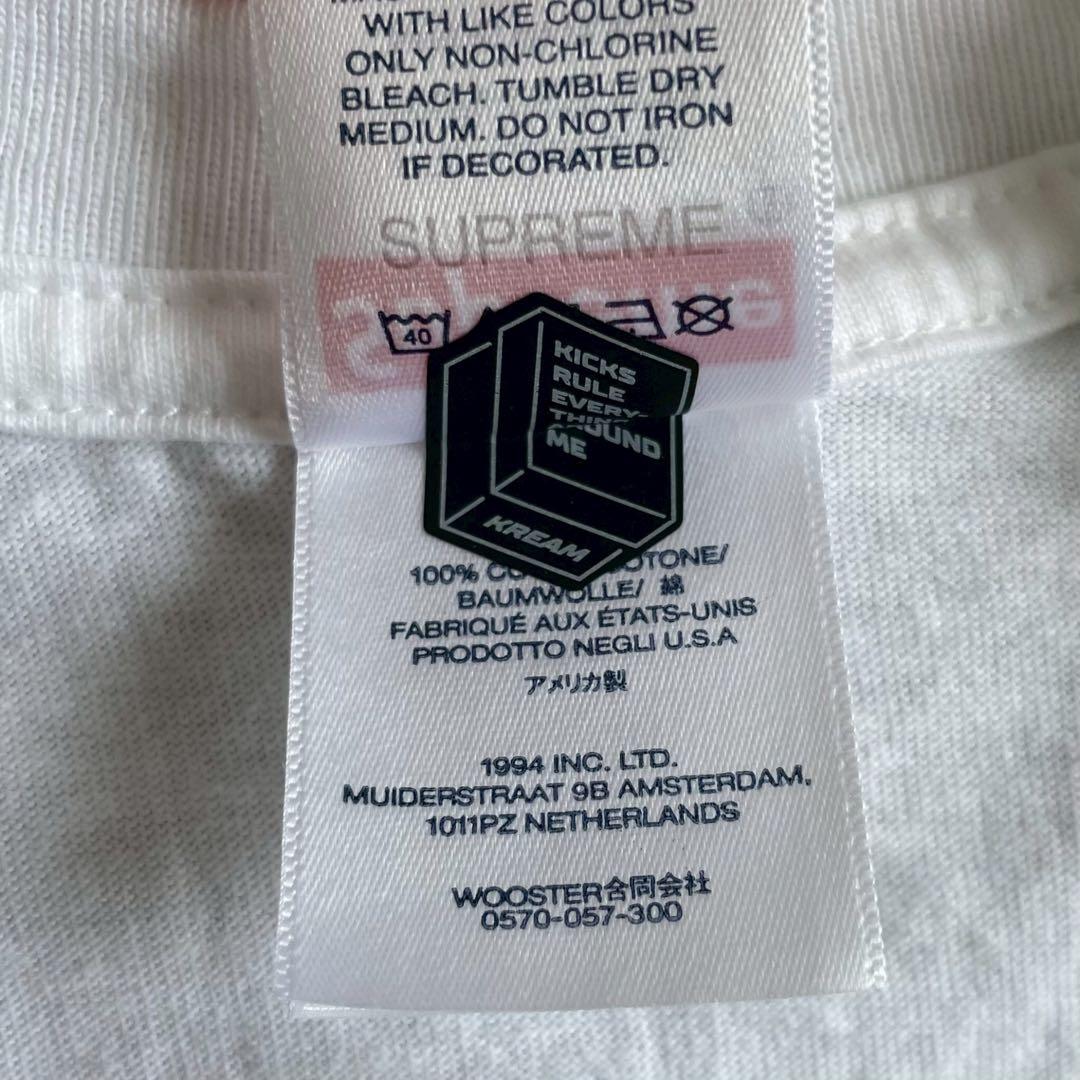 WITH LIKE COLORS
ONLY NON-CHLORINE
BLEACH. TUMBLE DRY
MEDIUM. DO NOT IRON
IF DECORATED.
SUPREME
40
KICKS
RULE
EVERY-
THING
ME
KREAM
100%
BAUMWOLLE/ 綿
FABRIQUÉ AUX ÉTATS-UNIS
PRODOTTO NEGLI U.S.A
アメリカ製
1994 INC. LTD.
MUIDERSTRAAT 9B AMSTERDAM,
1011PZ NETHERLANDS
WOOSTER合同会社
0570-057-300